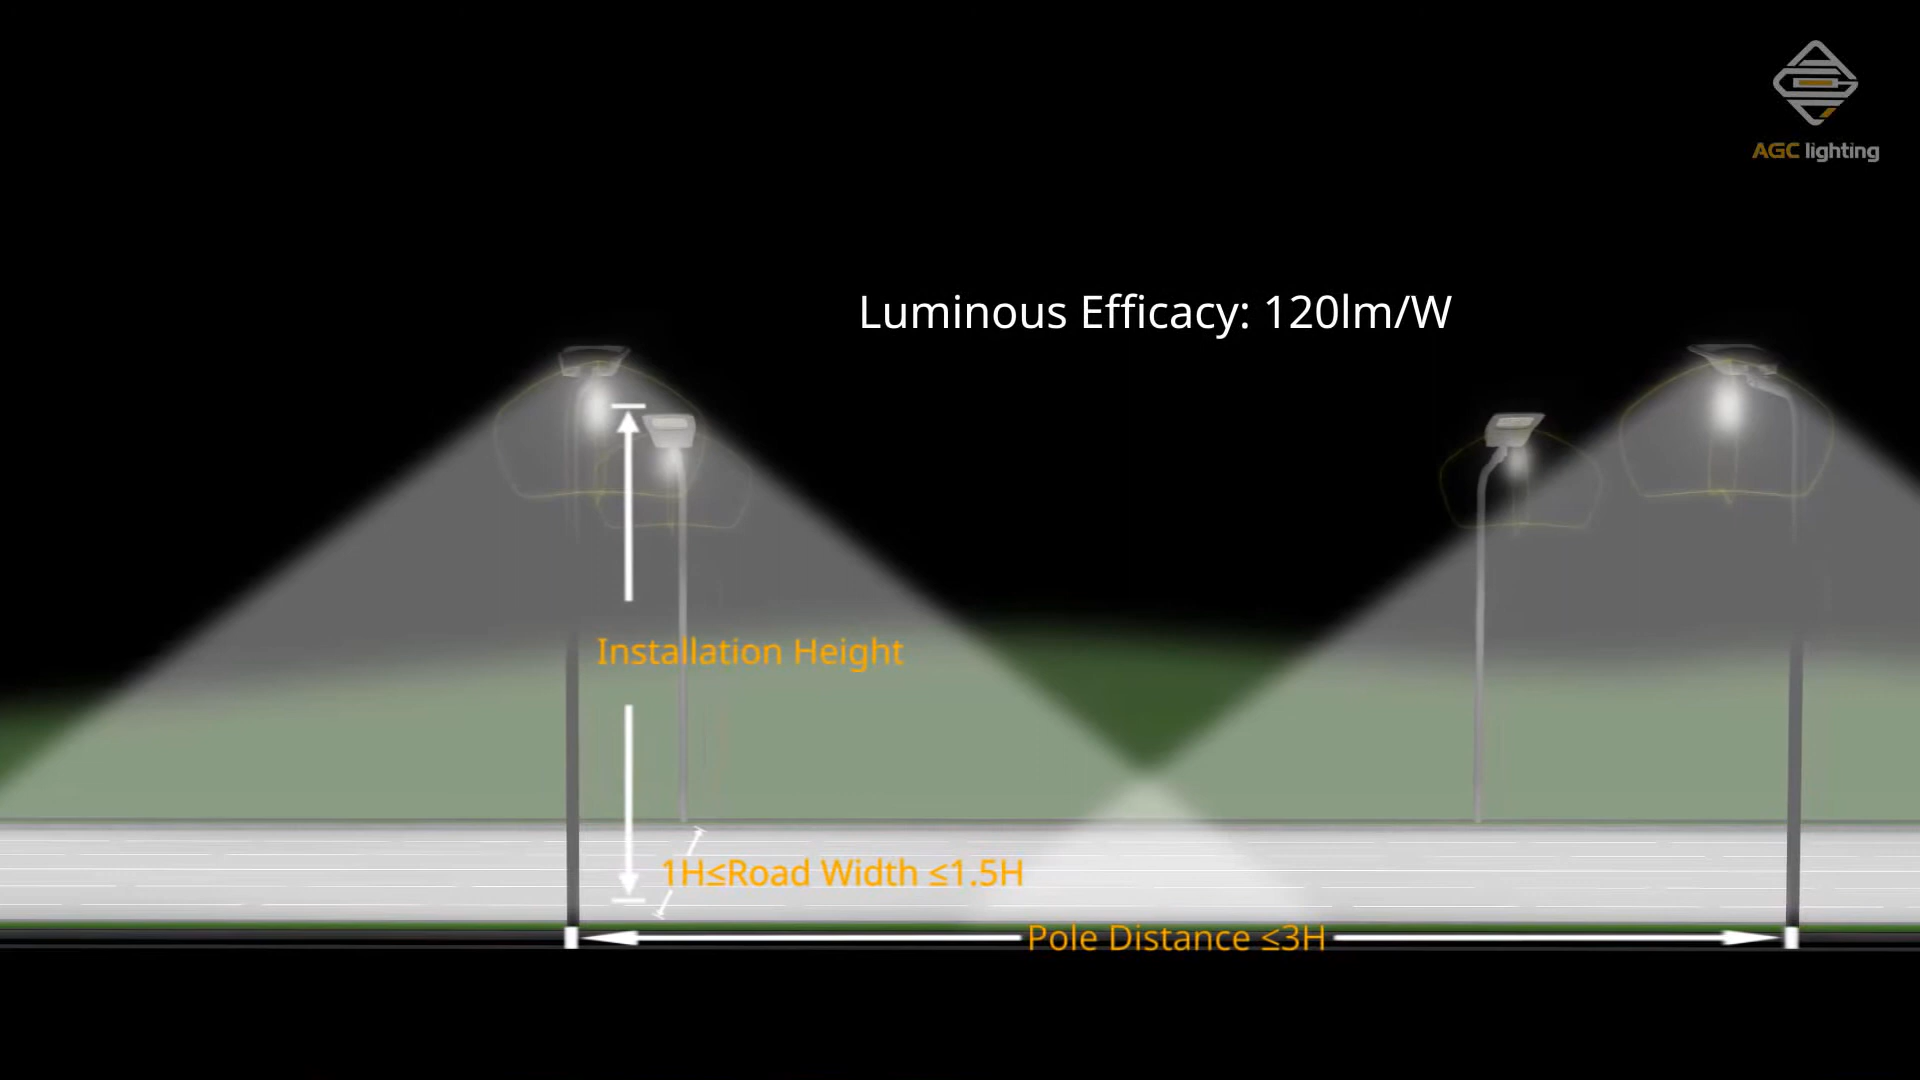 AGC lighting
Luminous Efficacy: 120lm/W
Installation Height
1H≤Road Width ≤1.5H
Pole Distance ≤3H